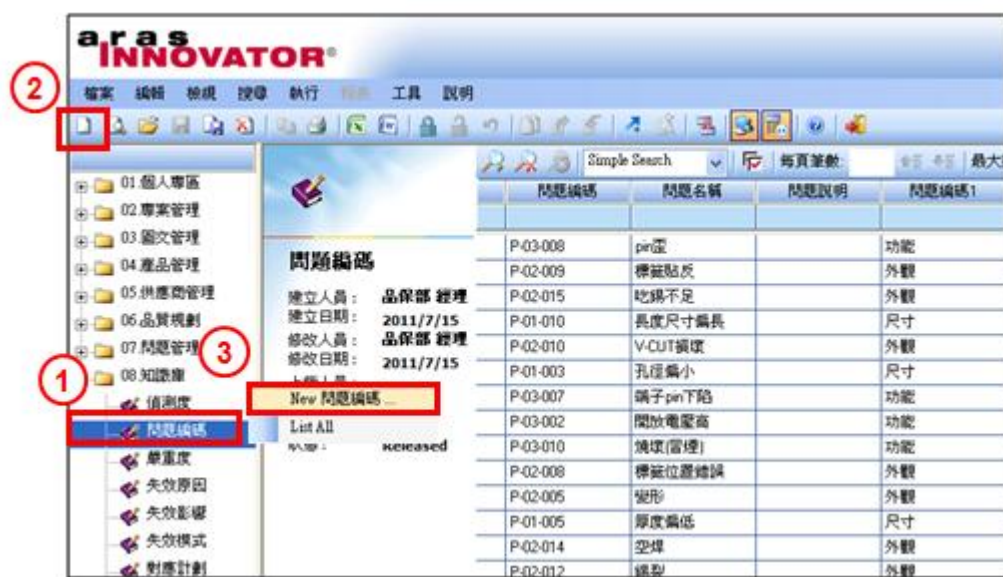 aras
INNOVATOR®
②
檔案 編輯 檢視 搜尋 執行 工具 說明
Simple Search 每頁筆數: 最大
01.個人專區
02.專案管理
03.圖文管理
04.產品管理
05.供應商管理
06.品質規劃
07.問題管理
08.知識庫
①
偵測度
問題編碼
嚴重度
失效原因
失效影響
失效模式
對應計劃
③
問題編碼
建立人員: 品保部 經理
建立日期: 2011/7/15
修改人員: 品保部 經理
修改日期: 2011/7/15
New 問題編碼 ...
List All
狀態: Released
問題編碼 問題名稱 問題說明 問題編碼1
P-03-008 pin歪 功能
P-02-009 標籤貼反 外觀
P-02-015 吃錫不足 外觀
P-01-010 長度尺寸偏長 尺寸
P-02-010 V-CUT損壞 外觀
P-01-003 孔徑偏小 尺寸
P-03-007 端子pin下陷 功能
P-03-002 開放電壓高 功能
P-03-010 燒壞(冒煙) 功能
P-02-008 標籤位置錯誤 外觀
P-02-005 變形 外觀
P-01-005 厚度偏低 尺寸
P-02-014 空焊 外觀
P-02-012 錫裂 外觀